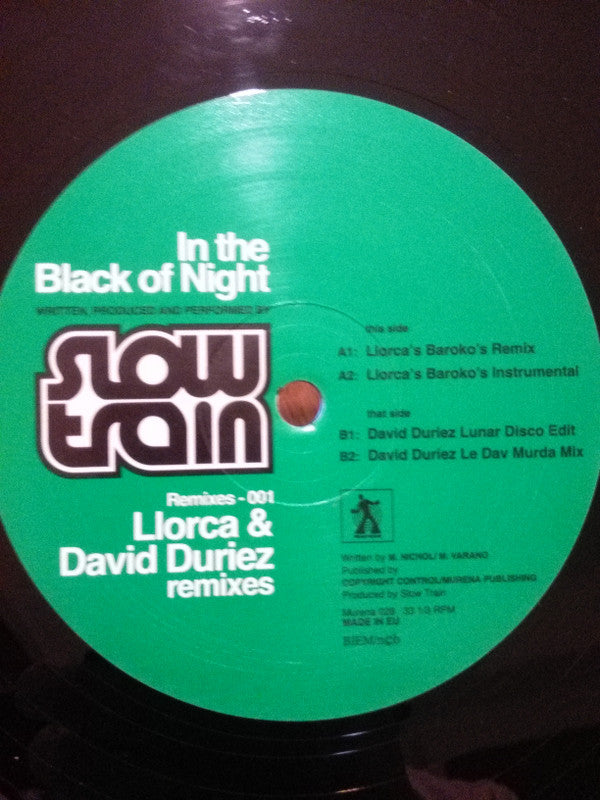 In the
Black of Night
WRITTEN, PRODUCED AND PERFORMED BY
slow
train
Remixes - 001
Llorca &
David Duriez
remixes
this side
A1: Llorca's Baroko's Remix
A2: Llorca's Baroko's Instrumental
that side
B1: David Duriez Lunar Disco Edit
B2: David Duriez Le Dav Murda Mix
Written by M. NICHOL/ M. VARANO
Published by
COPYRIGHT CONTROL/MURENA PUBLISHING
Produced by Slow Train
Murena 028 33 1/3 RPM
MADE IN EU
BIEM/ncb